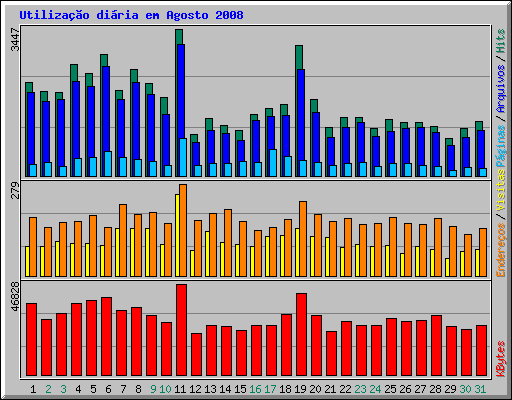 Utilização diária em Agosto 2008
3447
279
46828
Endereços / Visitas Páginas / Arquivos / Hits
KBytes
1 2 3 4 5 6 7 8 9 10 11 12 13 14 15 16 17 18 19 20 21 22 23 24 25 26 27 28 29 30 31